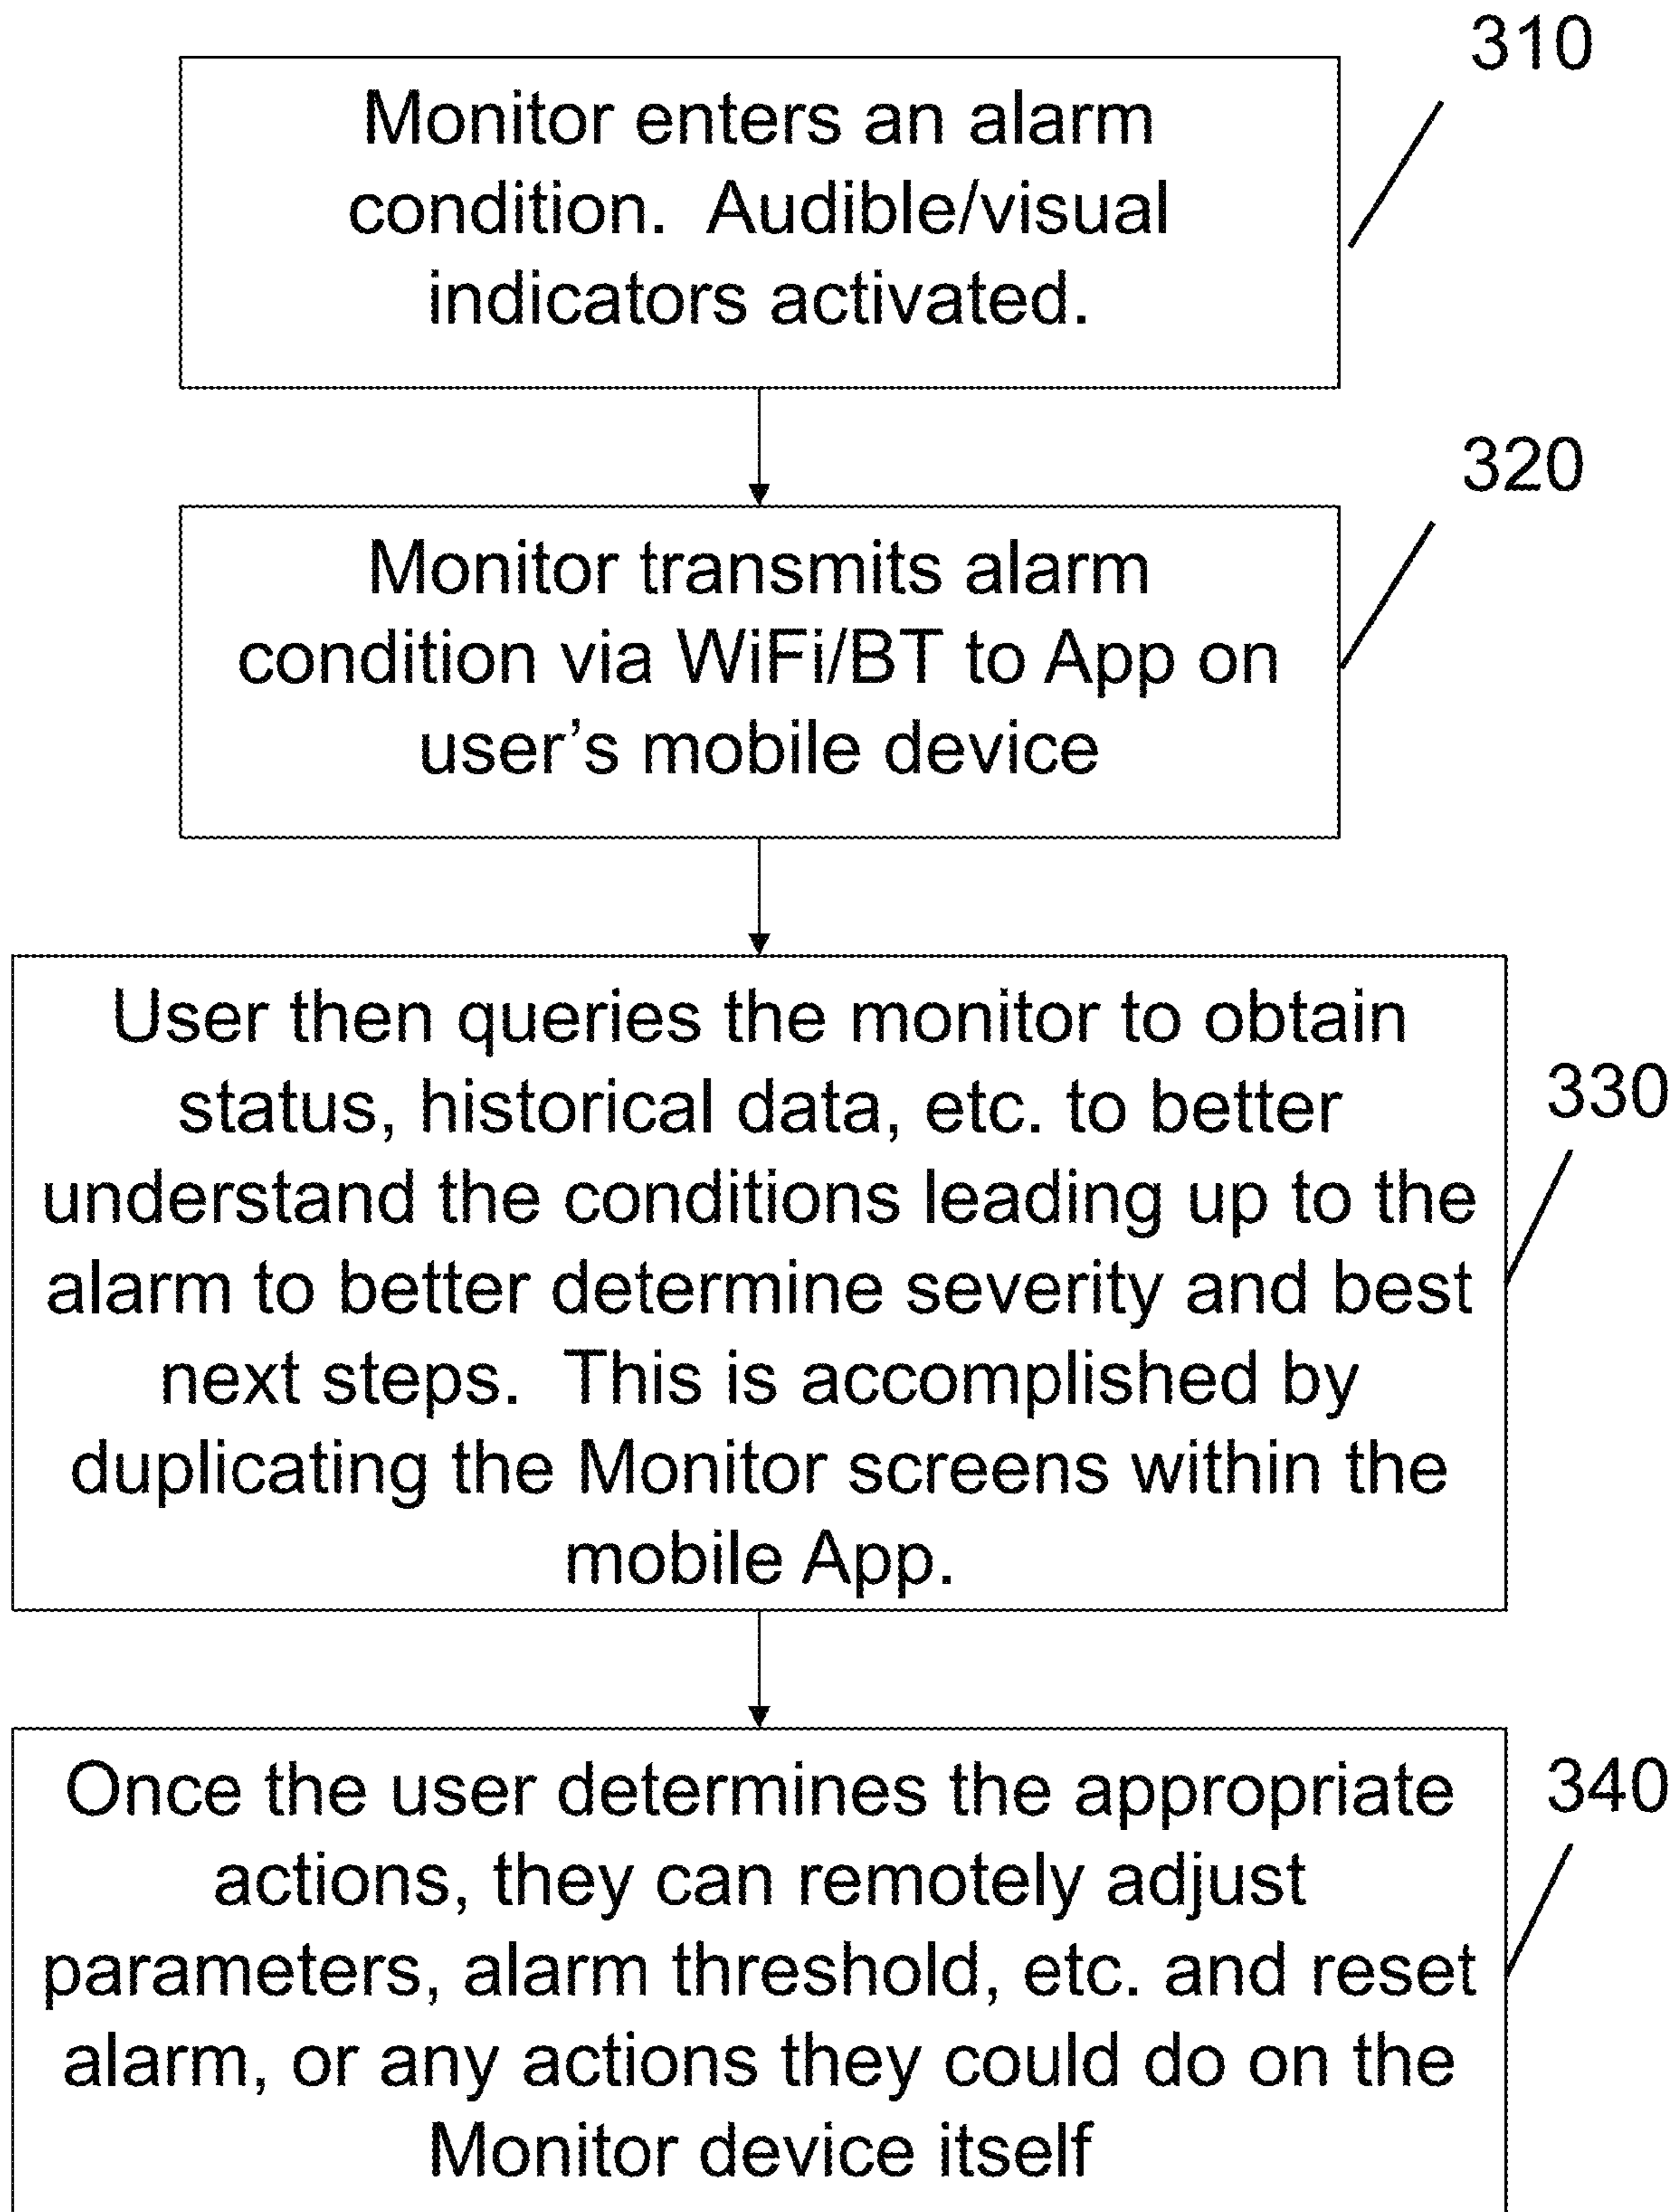 310
Monitor enters an alarm
condition.  Audible/visual
indicators activated.
320
Monitor transmits alarm
condition via WiFi/BT to App on
user’s mobile device
User then queries the monitor to obtain
status, historical data, etc. to better
understand the conditions leading up to the
alarm to better determine severity and best
next steps.  This is accomplished by
duplicating the Monitor screens within the
mobile App.
330
Once the user determines the appropriate
actions, they can remotely adjust
parameters, alarm threshold, etc. and reset
alarm, or any actions they could do on the
Monitor device itself
340